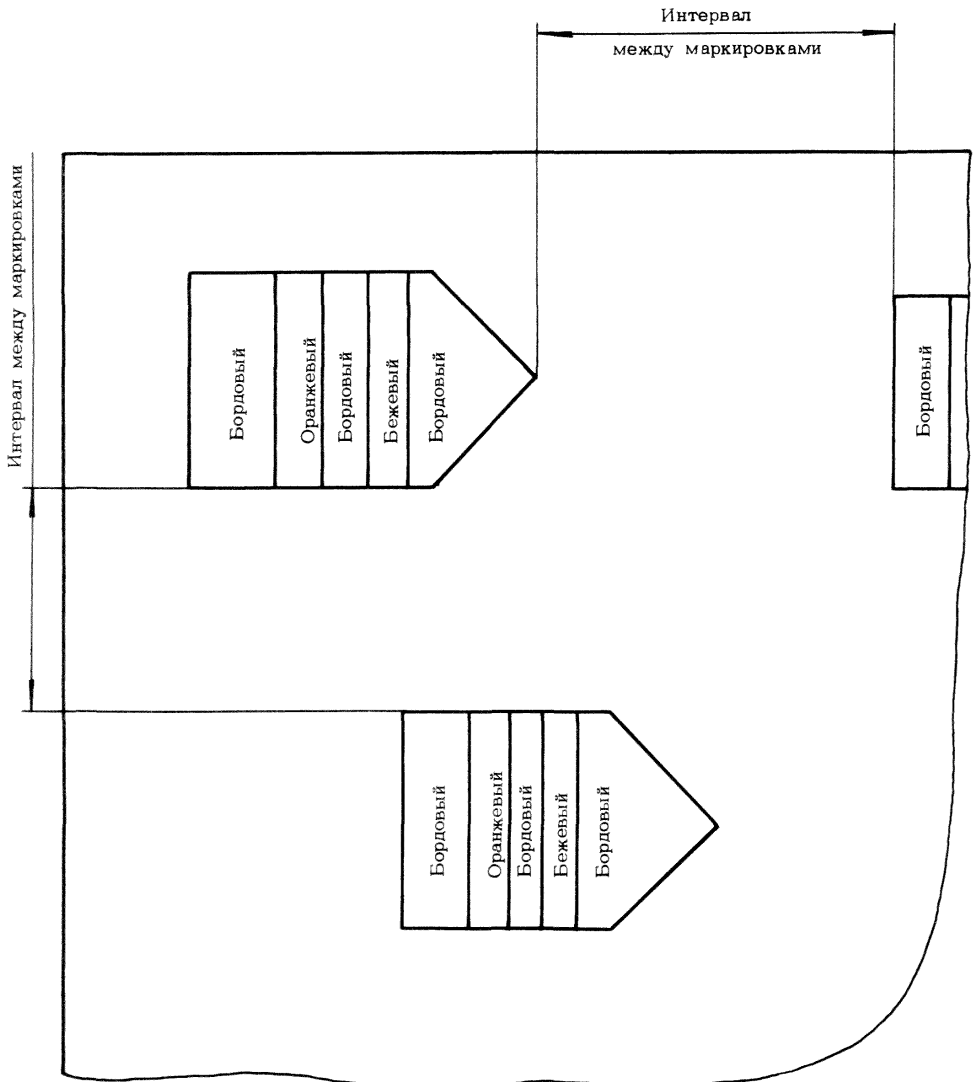 Интервал
между маркировками
Интервал между маркировками
Бордовый
Оранжевый
Бордовый
Бежевый
Бордовый
Бордовый
Бордовый
Оранжевый
Бордовый
Бежевый
Бордовый